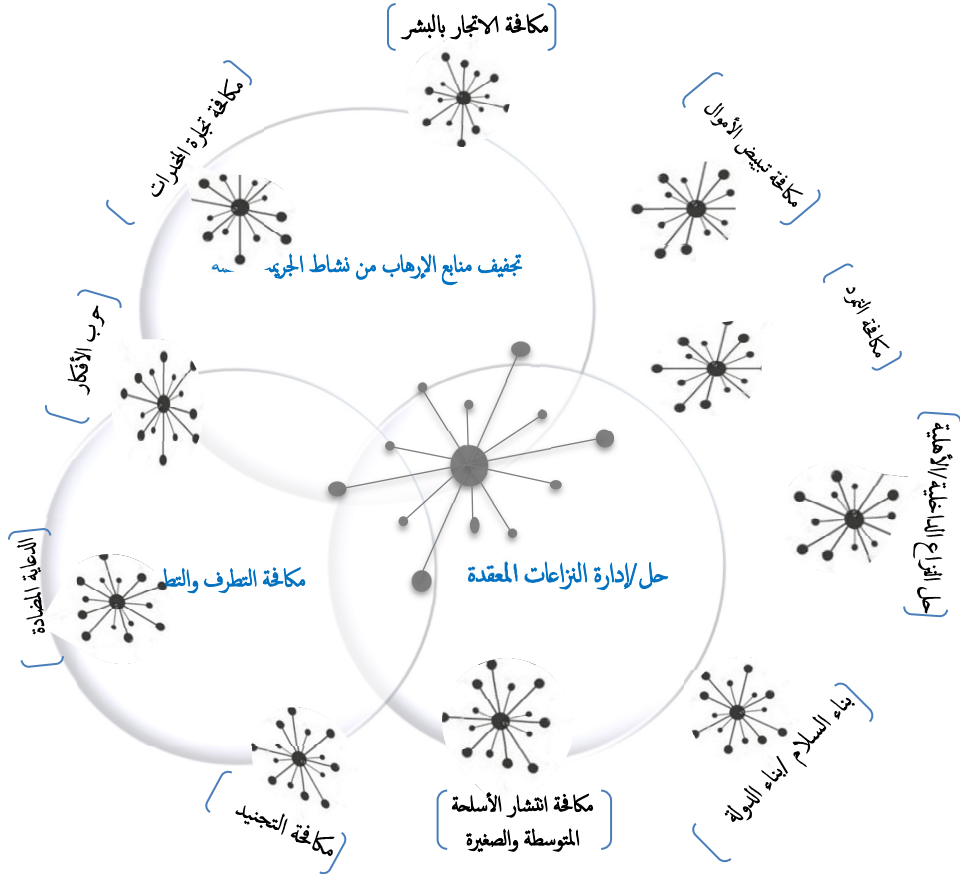 مكافحة الاتجار بالبشر
مكافحة تجارة المخدرات
مكافحة تبييض الأموال
تجفيف منابع الإرهاب من نشاط
مكافحة التمرد
حرب الأفكار
حل النزاع الداخلية/الأهلية
الدعاية المضادة
مكافحة التطرف
حل/إدارة النزاعات المعقدة
بناء السلام /بناء الدولة
مكافحة التجنيد
مكافحة انتشار الأسلحة
المتوسطة والصغيرة